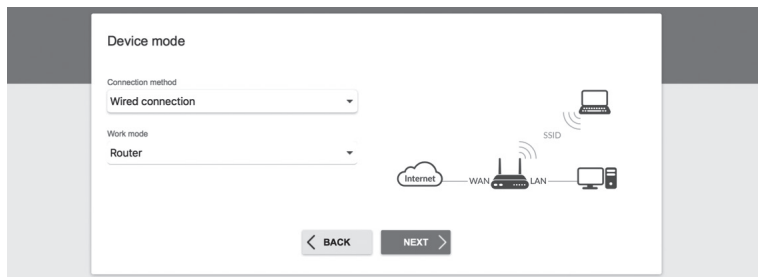 Device mode
Connection method
Wired connection
Work mode
Router
SSID
Internet
WAN
LAN
BACK
NEXT